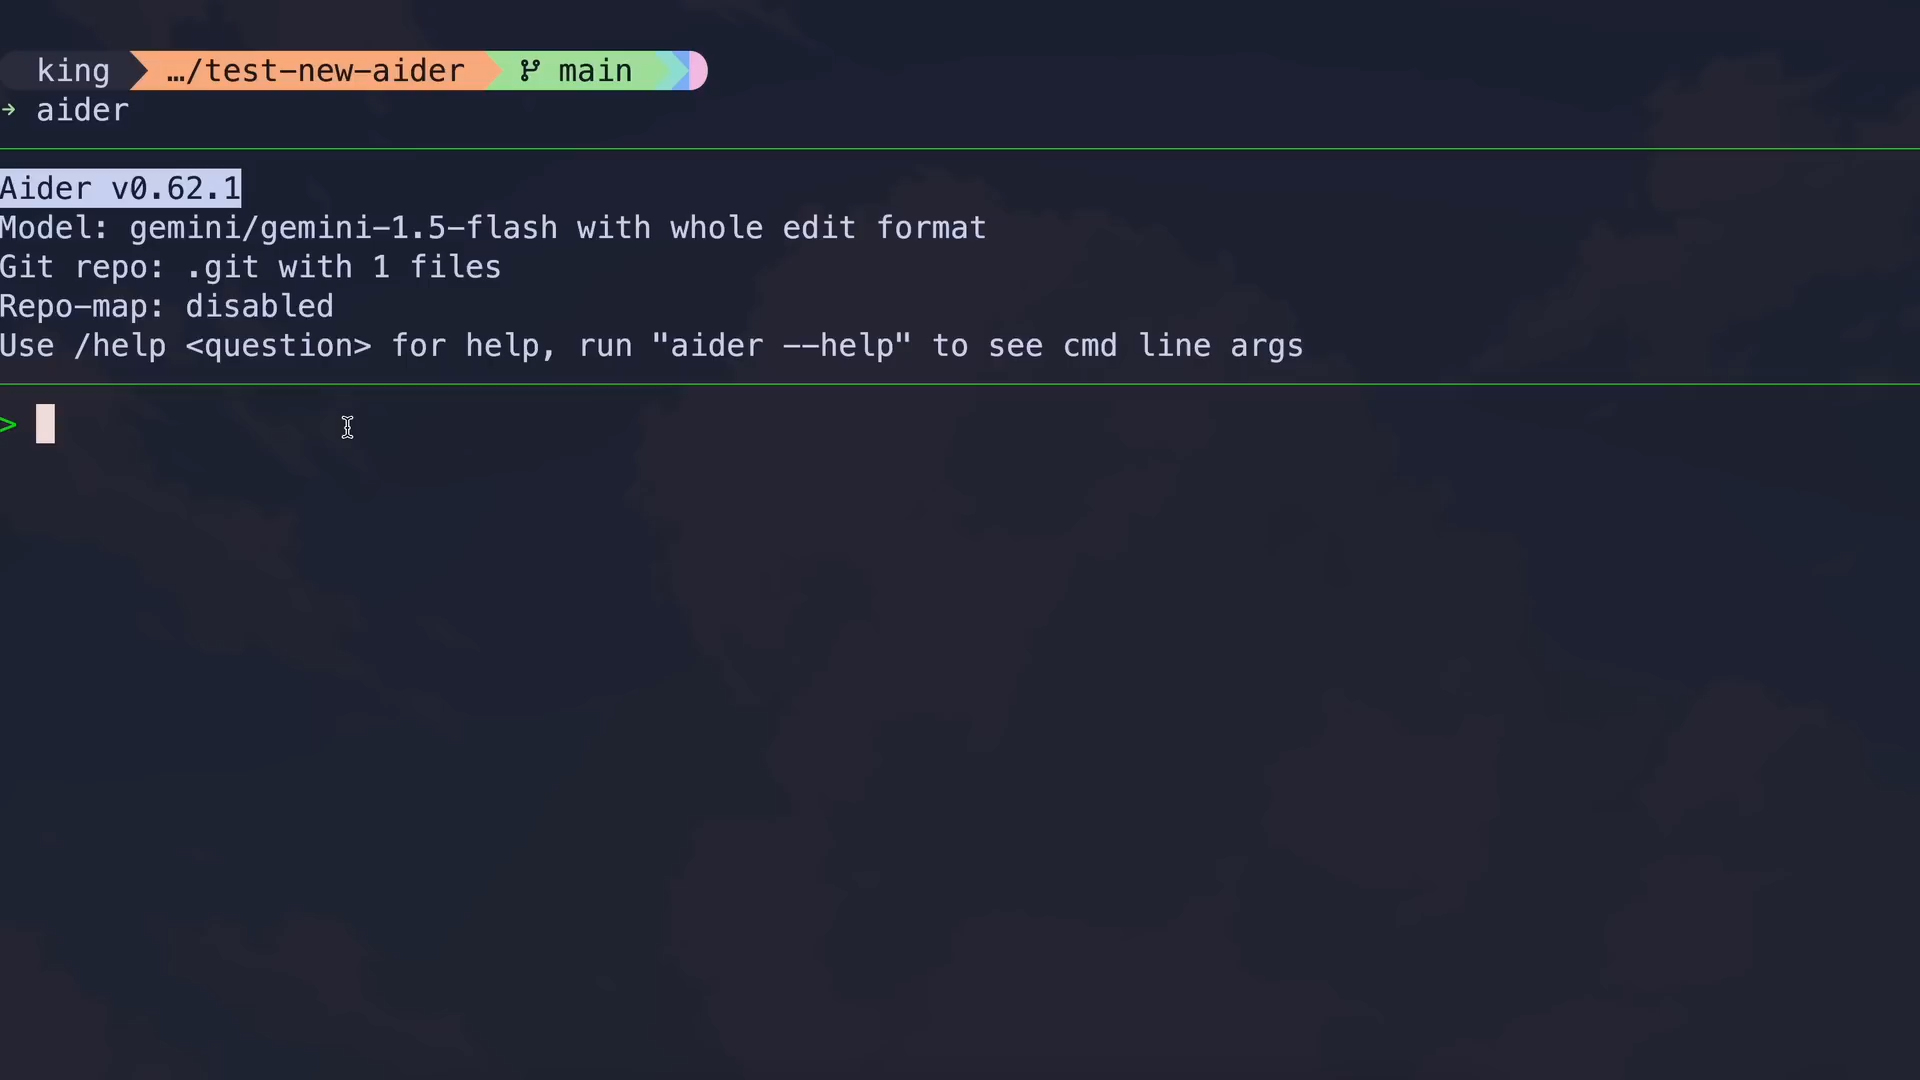 king …/test-new-aider main
→ aider
Aider v0.62.1
Model: gemini/gemini-1.5-flash with whole edit format
Git repo: .git with 1 files
Repo-map: disabled
Use /help <question> for help, run "aider --help" to see cmd line args
>